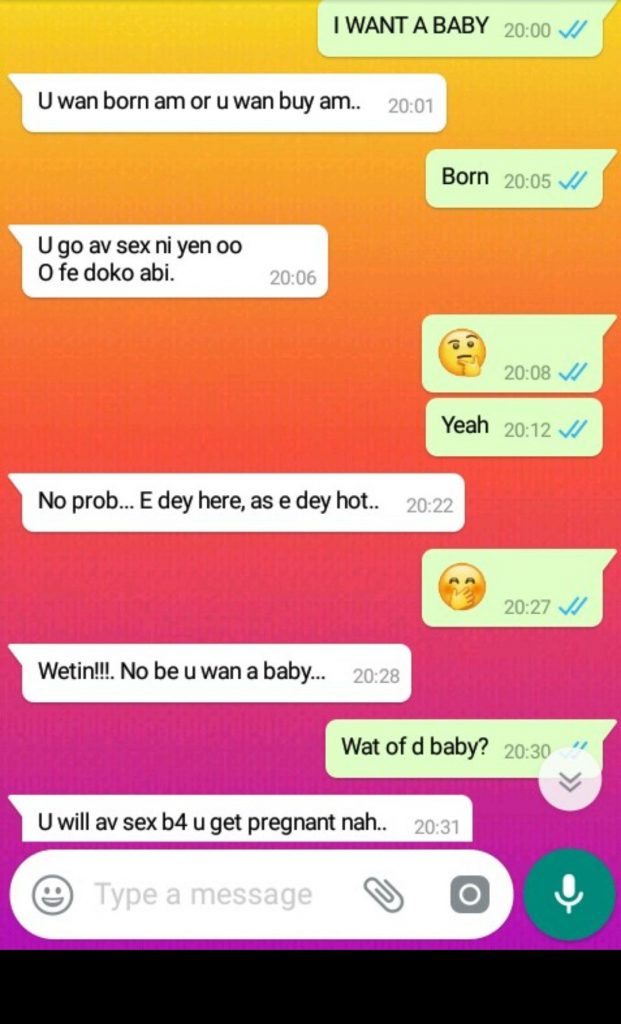 I WANT A BABY 20:00
U wan born am or u wan buy am.. 20:01
Born 20:05
U go av sex ni yen oo
O fe doko abi. 20:06
20:08
Yeah 20:12
No prob... E dey here, as e dey hot.. 20:22
20:27
Wetin!!!. No be u wan a baby... 20:28
Wat of d baby? 20:30
U will av sex b4 u get pregnant nah.. 20:31
Type a message